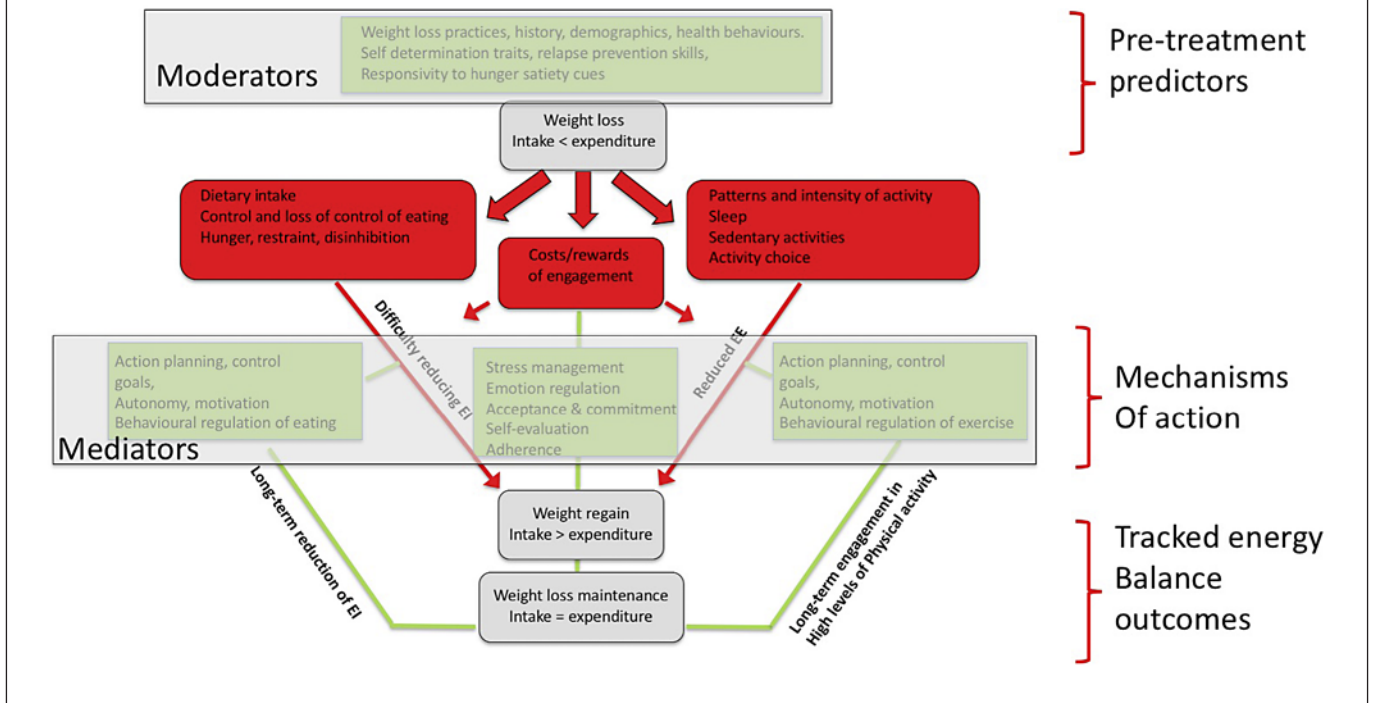 Weight loss practices, history, demographics, health behaviours.
Self determination traits, relapse prevention skills,
Responsivity to hunger satiety cues
Moderators
Pre-treatment
predictors
Weight loss
Intake < expenditure
Dietary intake
Control and loss of control of eating
Hunger, restraint, disinhibition
Costs/rewards
of engagement
Patterns and intensity of activity
Sleep
Sedentary activities
Activity choice
Difficulty reducing EI
Reduced EE
Action planning, control
goals,
Autonomy, motivation
Behavioural regulation of eating
Stress management
Emotion regulation
Acceptance & commitment
Self-evaluation
Adherence
Action planning, control
goals,
Autonomy, motivation
Behavioural regulation of exercise
Mediators
Mechanisms
Of action
Long-term reduction of EI
Weight regain
Intake > expenditure
Weight loss maintenance
Intake = expenditure
Long-term engagement in
High levels of Physical activity
Tracked energy
Balance
outcomes